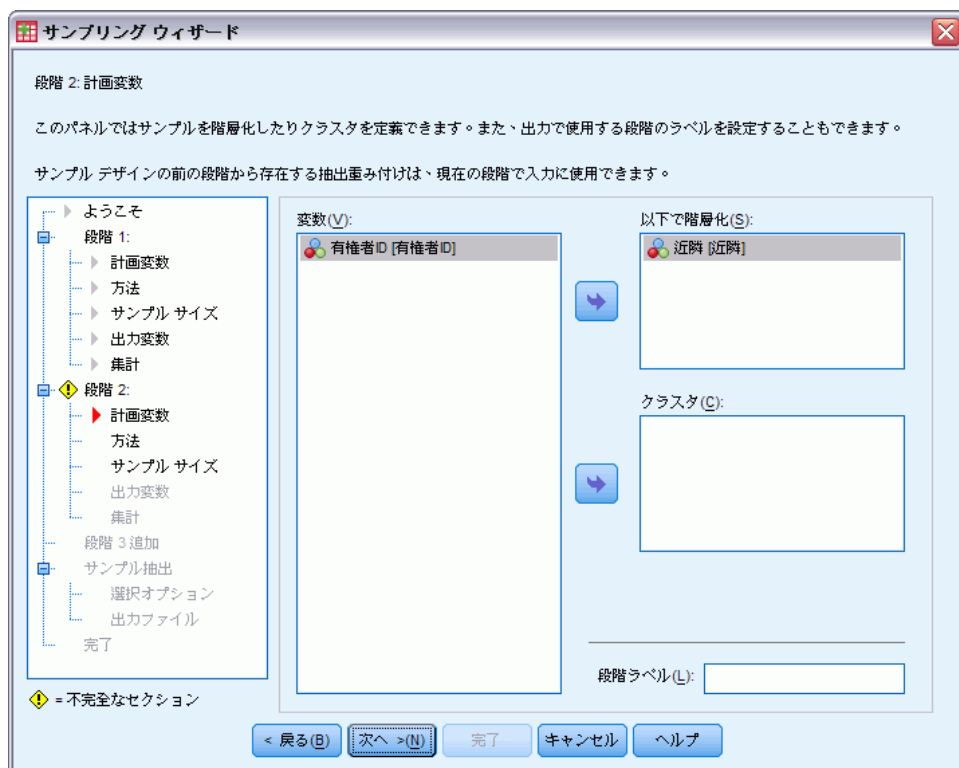 サンプリング ウィザード
段階 2: 計画変数
このパネルではサンプルを階層化したりクラスタを定義できます。また、出力で使用する段階のラベルを設定することもできます。
サンプル デザインの前の段階から存在する抽出重み付けは、現在の段階で入力に使用できます。
ようこそ
段階 1:
計画変数
方法
サンプル サイズ
出力変数
集計
段階 2:
計画変数
方法
サンプル サイズ
出力変数
集計
段階 3 追加
サンプル抽出
選択オプション
出力ファイル
完了
= 不完全なセクション
変数(V):
有権者ID [有権者ID]
以下で階層化(S):
近隣 [近隣]
クラスタ(C):
段階ラベル(L):
< 戻る(B)
次へ >(N)
完了
キャンセル
ヘルプ